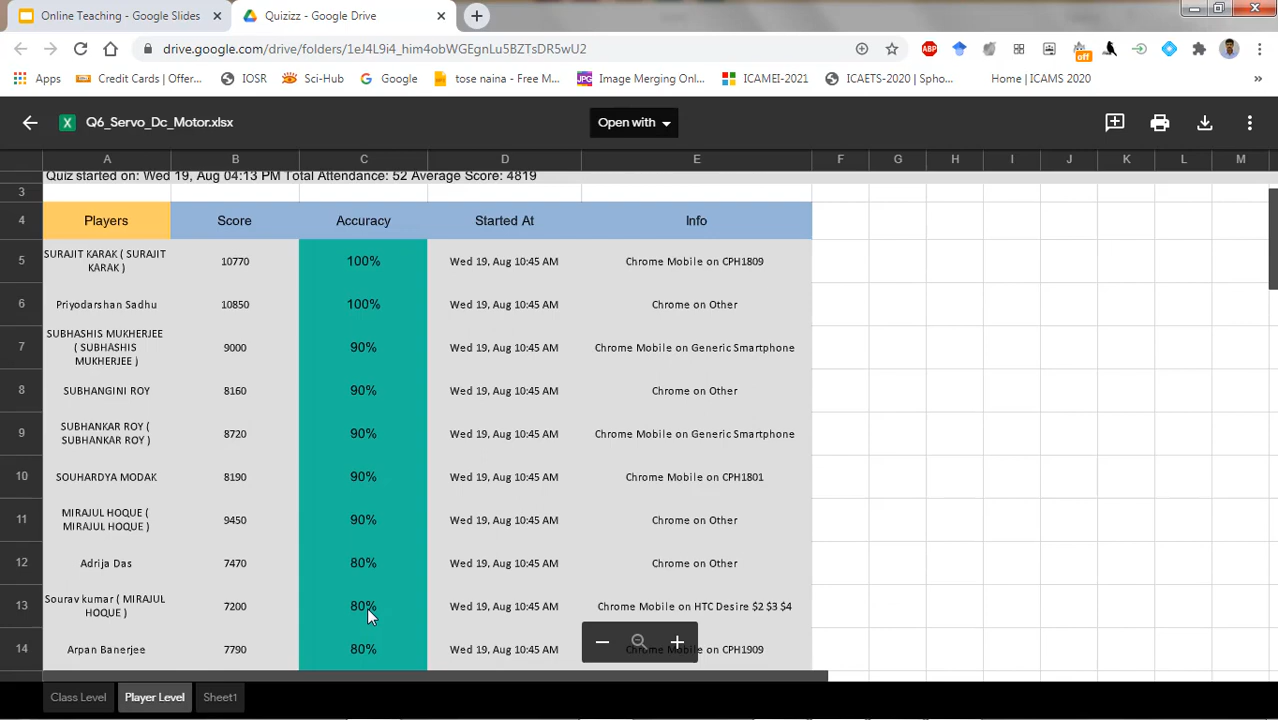 Online Teaching - Google Slides
Quizizz - Google Drive
drive.google.com/drive/folders/1eJ4L9i4_him4obWGEgnLu5BZTsDR5wU2
ABP
off
Apps
Credit Cards | Offer...
IOSR
Sci-Hub
Google
tose naina - Free M...
JPG
Image Merging Onl...
ICAMEI-2021
ICAETS-2020 | Spho...
Home | ICAMS 2020
»
X
Q6_Servo_Dc_Motor.xlsx
Open with
A B C D E F G H I J K L M
Quiz started on: Wed 19, Aug 04:13 PM Total Attendance: 52 Average Score: 4819
3
4 Players Score Accuracy Started At Info
SURAJIT KARAK ( SURAJIT
5 KARAK ) 10770 100% Wed 19, Aug 10:45 AM Chrome Mobile on CPH1809
6 Priyodarshan Sadhu 10850 100% Wed 19, Aug 10:45 AM Chrome on Other
SUBHASHIS MUKHERJEE
7 ( SUBHASHIS 9000 90% Wed 19, Aug 10:45 AM Chrome Mobile on Generic Smartphone
MUKHERJEE )
8 SUBHANGINI ROY 8160 90% Wed 19, Aug 10:45 AM Chrome on Other
SUBHANKAR ROY (
9 SUBHANKAR ROY ) 8720 90% Wed 19, Aug 10:45 AM Chrome Mobile on Generic Smartphone
10 SOUHARDYA MODAK 8190 90% Wed 19, Aug 10:45 AM Chrome Mobile on CPH1801
MIRAJUL HOQUE (
11 MIRAJUL HOQUE ) 9450 90% Wed 19, Aug 10:45 AM Chrome on Other
12 Adrija Das 7470 80% Wed 19, Aug 10:45 AM Chrome on Other
Sourav kumar ( MIRAJUL
13 HOQUE ) 7200 80% Wed 19, Aug 10:45 AM Chrome Mobile on HTC Desire $2 $3 $4
14 Arpan Banerjee 7790 80% Wed 19, Aug 10:45 AM Chrome Mobile on CPH1909
Class Level
Player Level
Sheet1